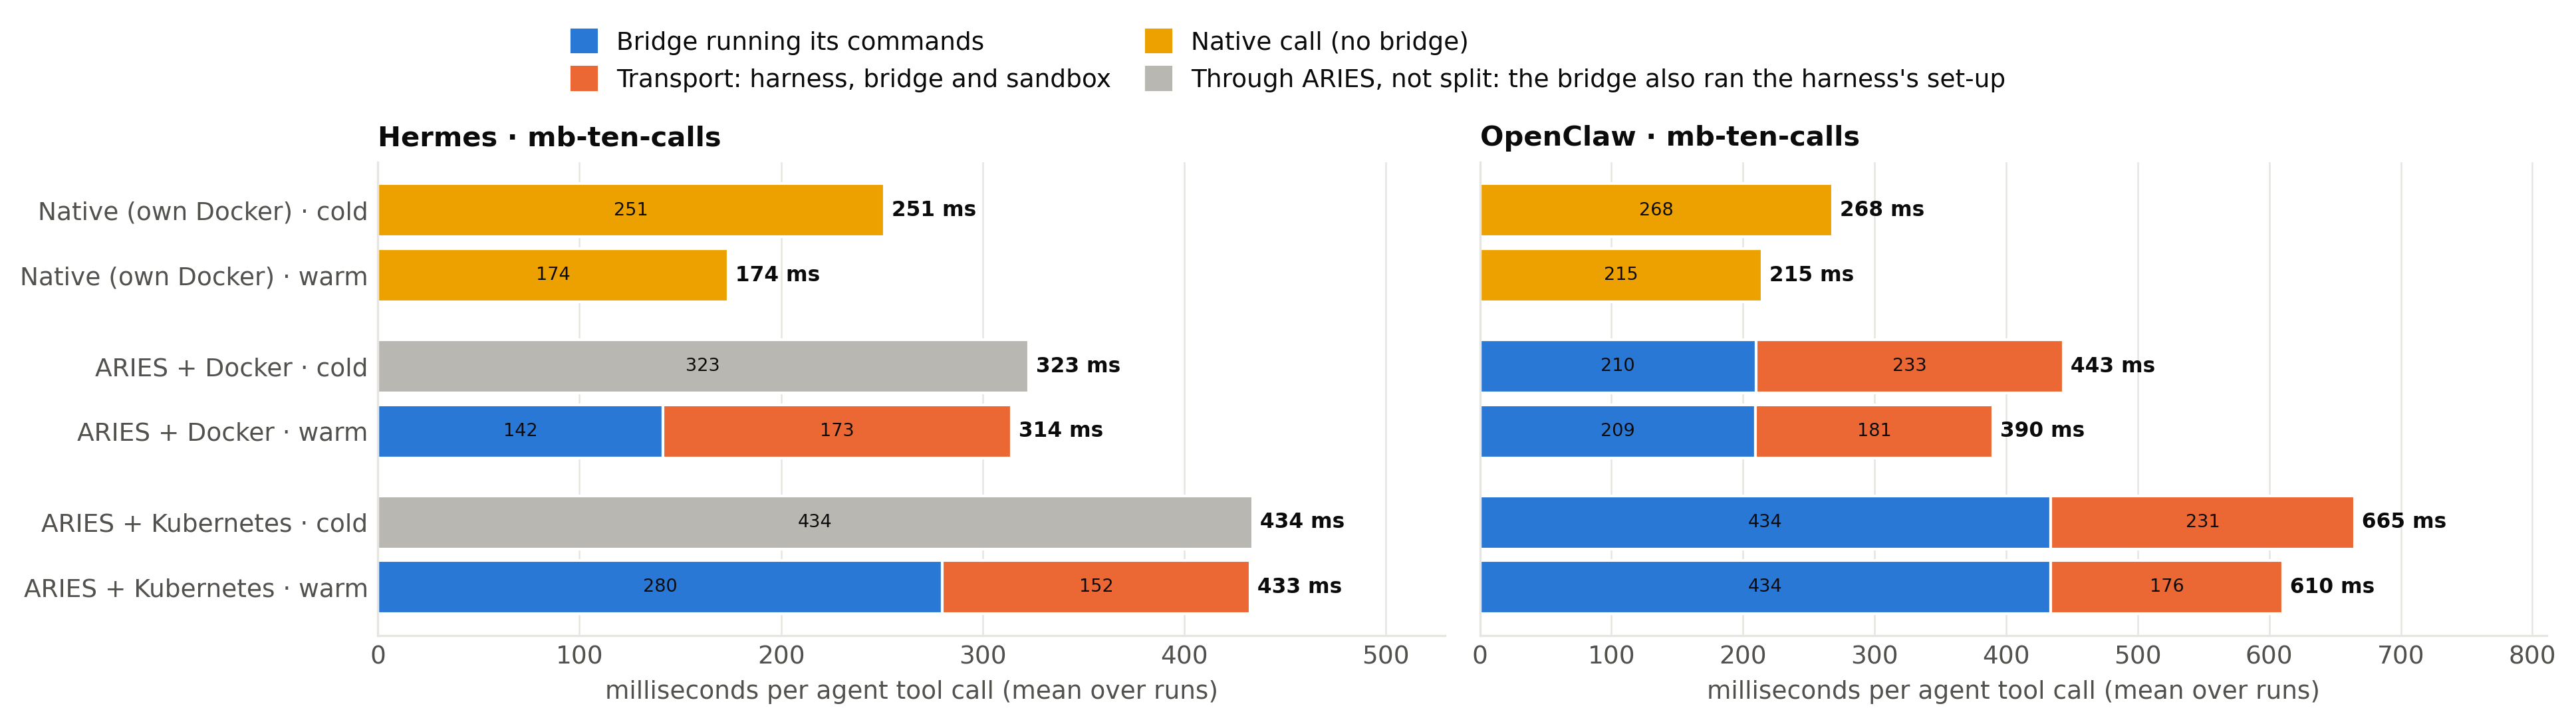 Bridge running its commands
Native call (no bridge)
Transport: harness, bridge and sandbox
Through ARIES, not split: the bridge also ran the harness's set-up
Hermes · mb-ten-calls
Native (own Docker) · cold
251
251 ms
Native (own Docker) · warm
174
174 ms
ARIES + Docker · cold
323
323 ms
ARIES + Docker · warm
142
173
314 ms
ARIES + Kubernetes · cold
434
434 ms
ARIES + Kubernetes · warm
280
152
433 ms
0 100 200 300 400 500
milliseconds per agent tool call (mean over runs)
OpenClaw · mb-ten-calls
268
268 ms
215
215 ms
210
233
443 ms
209
181
390 ms
434
231
665 ms
434
176
610 ms
0 100 200 300 400 500 600 700 800
milliseconds per agent tool call (mean over runs)